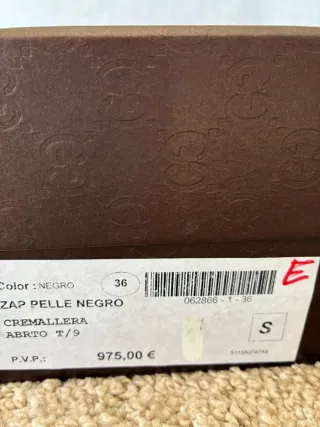 Color : NEGRO 36
ZAP PELLE NEGRO
062866 - 1 - 36
E
CREMALLERA
ABRTO T/9
S
P.V.P.: 975,00 €